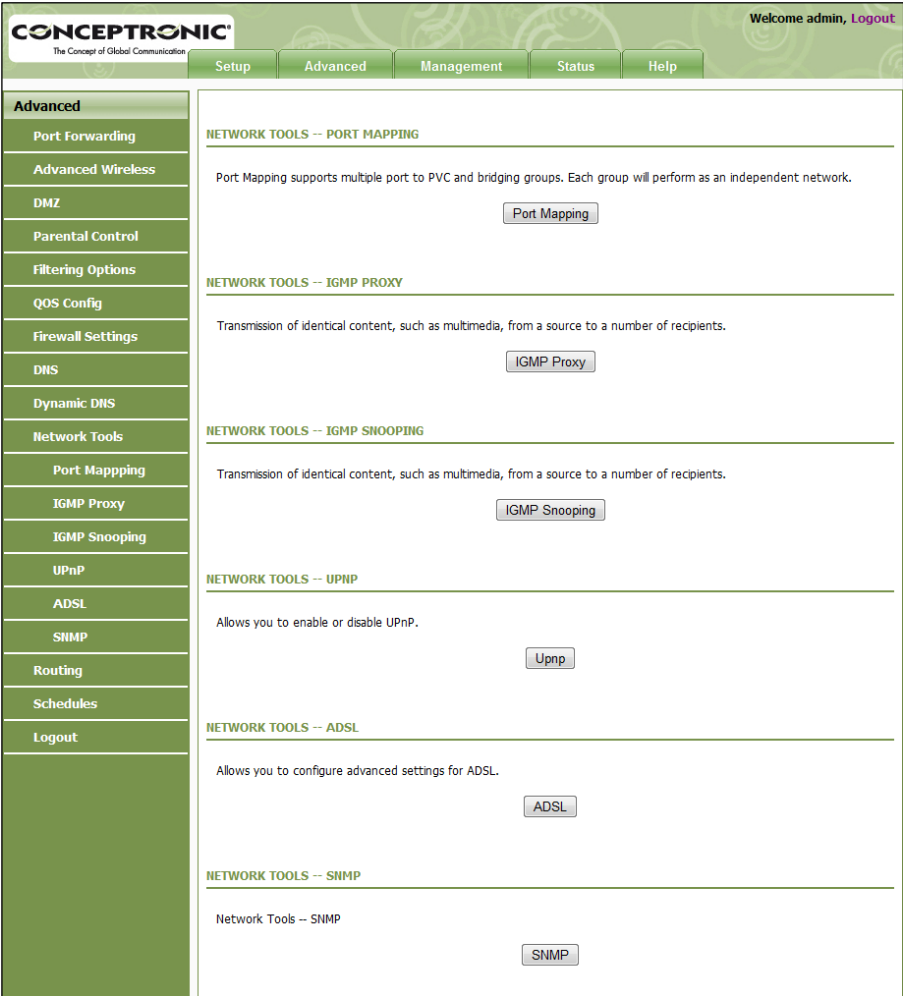 Welcome admin, Logout
CONCEPTRONIC®
The Concept of Global Communication
Setup
Advanced
Management
Status
Help
Advanced
Port Forwarding
Advanced Wireless
DMZ
Parental Control
Filtering Options
QOS Config
Firewall Settings
DNS
Dynamic DNS
Network Tools
Port Mappping
IGMP Proxy
IGMP Snooping
UPnP
ADSL
SNMP
Routing
Schedules
Logout
NETWORK TOOLS -- PORT MAPPING
Port Mapping supports multiple port to PVC and bridging groups. Each group will perform as an independent network.
Port Mapping
NETWORK TOOLS -- IGMP PROXY
Transmission of identical content, such as multimedia, from a source to a number of recipients.
IGMP Proxy
NETWORK TOOLS -- IGMP SNOOPING
Transmission of identical content, such as multimedia, from a source to a number of recipients.
IGMP Snooping
NETWORK TOOLS -- UPNP
Allows you to enable or disable UPnP.
Upnp
NETWORK TOOLS -- ADSL
Allows you to configure advanced settings for ADSL.
ADSL
NETWORK TOOLS -- SNMP
Network Tools -- SNMP
SNMP